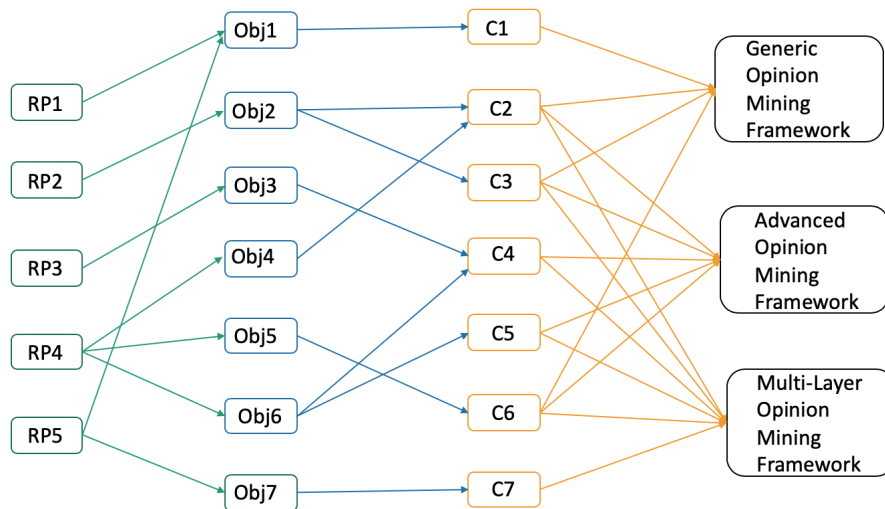 RP1
RP2
RP3
RP4
RP5
Obj1
Obj2
Obj3
Obj4
Obj5
Obj6
Obj7
C1
C2
C3
C4
C5
C6
C7
Generic
Opinion
Mining
Framework
Advanced
Opinion
Mining
Framework
Multi-Layer
Opinion
Mining
Framework